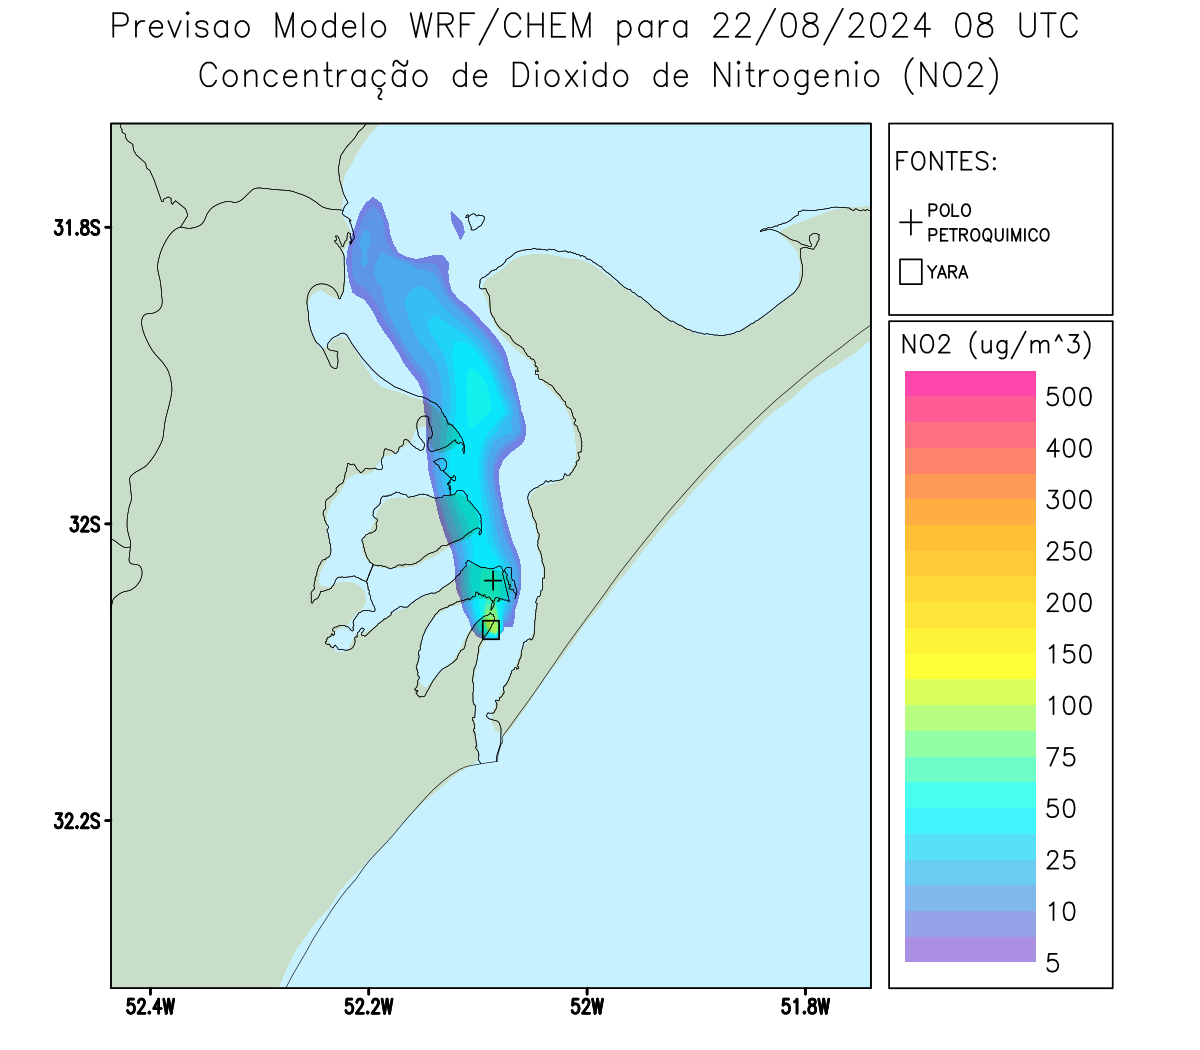 Previsao Modelo WRF/CHEM para 22/08/2024 08 UTC
Concentração de Dioxido de Nitrogenio (NO2)
FONTES:
POLO
PETROQUIMICO
YARA
NO2 (ug/m^3)
500
400
300
250
200
150
100
75
50
25
10
5
31.8S
32S
32.2S
52.4W
52.2W
52W
51.8W